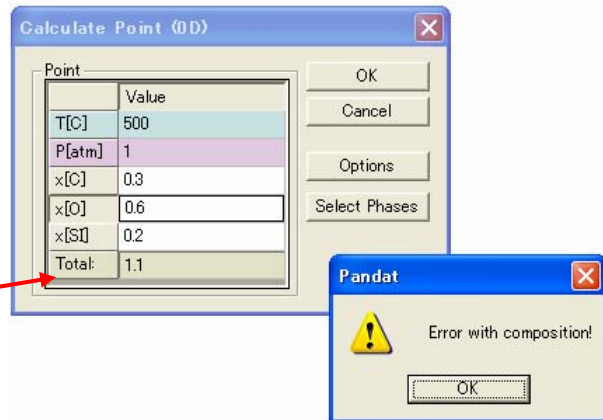 Calculate Point (0D)
Point
Value
T[C] 500
P[atm] 1
x[C] 0.3
x[O] 0.6
x[SI] 0.2
Total: 1.1
OK
Cancel
Options
Select Phases
Pandat
Error with composition!
OK